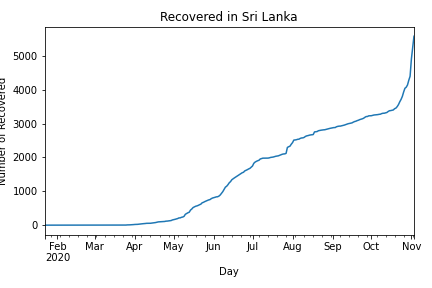 Recovered in Sri Lanka
Number of Recovered
5000
4000
3000
2000
1000
0
Feb
2020
Mar
Apr
May
Jun
Jul
Aug
Sep
Oct
Nov
Day